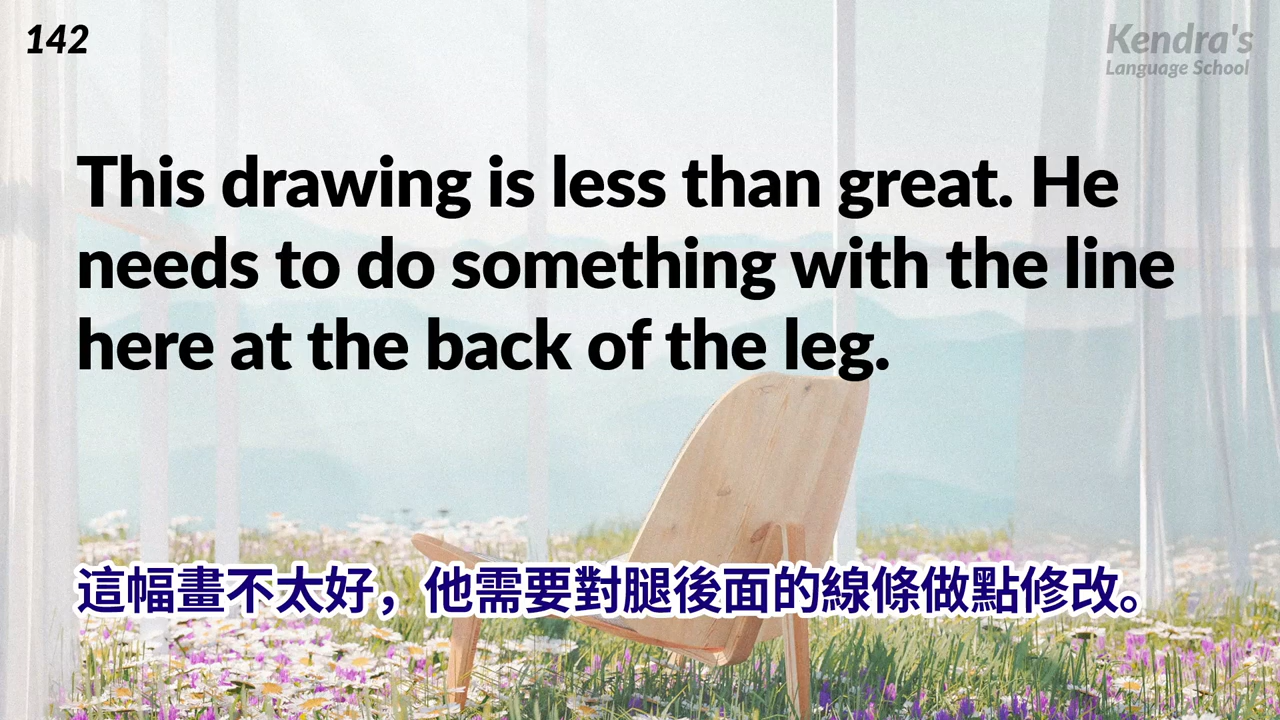 142
Kendra's
Language School
This drawing is less than great. He
needs to do something with the line
here at the back of the leg.
這幅畫不太好，他需要對腿後面的線條做點修改。